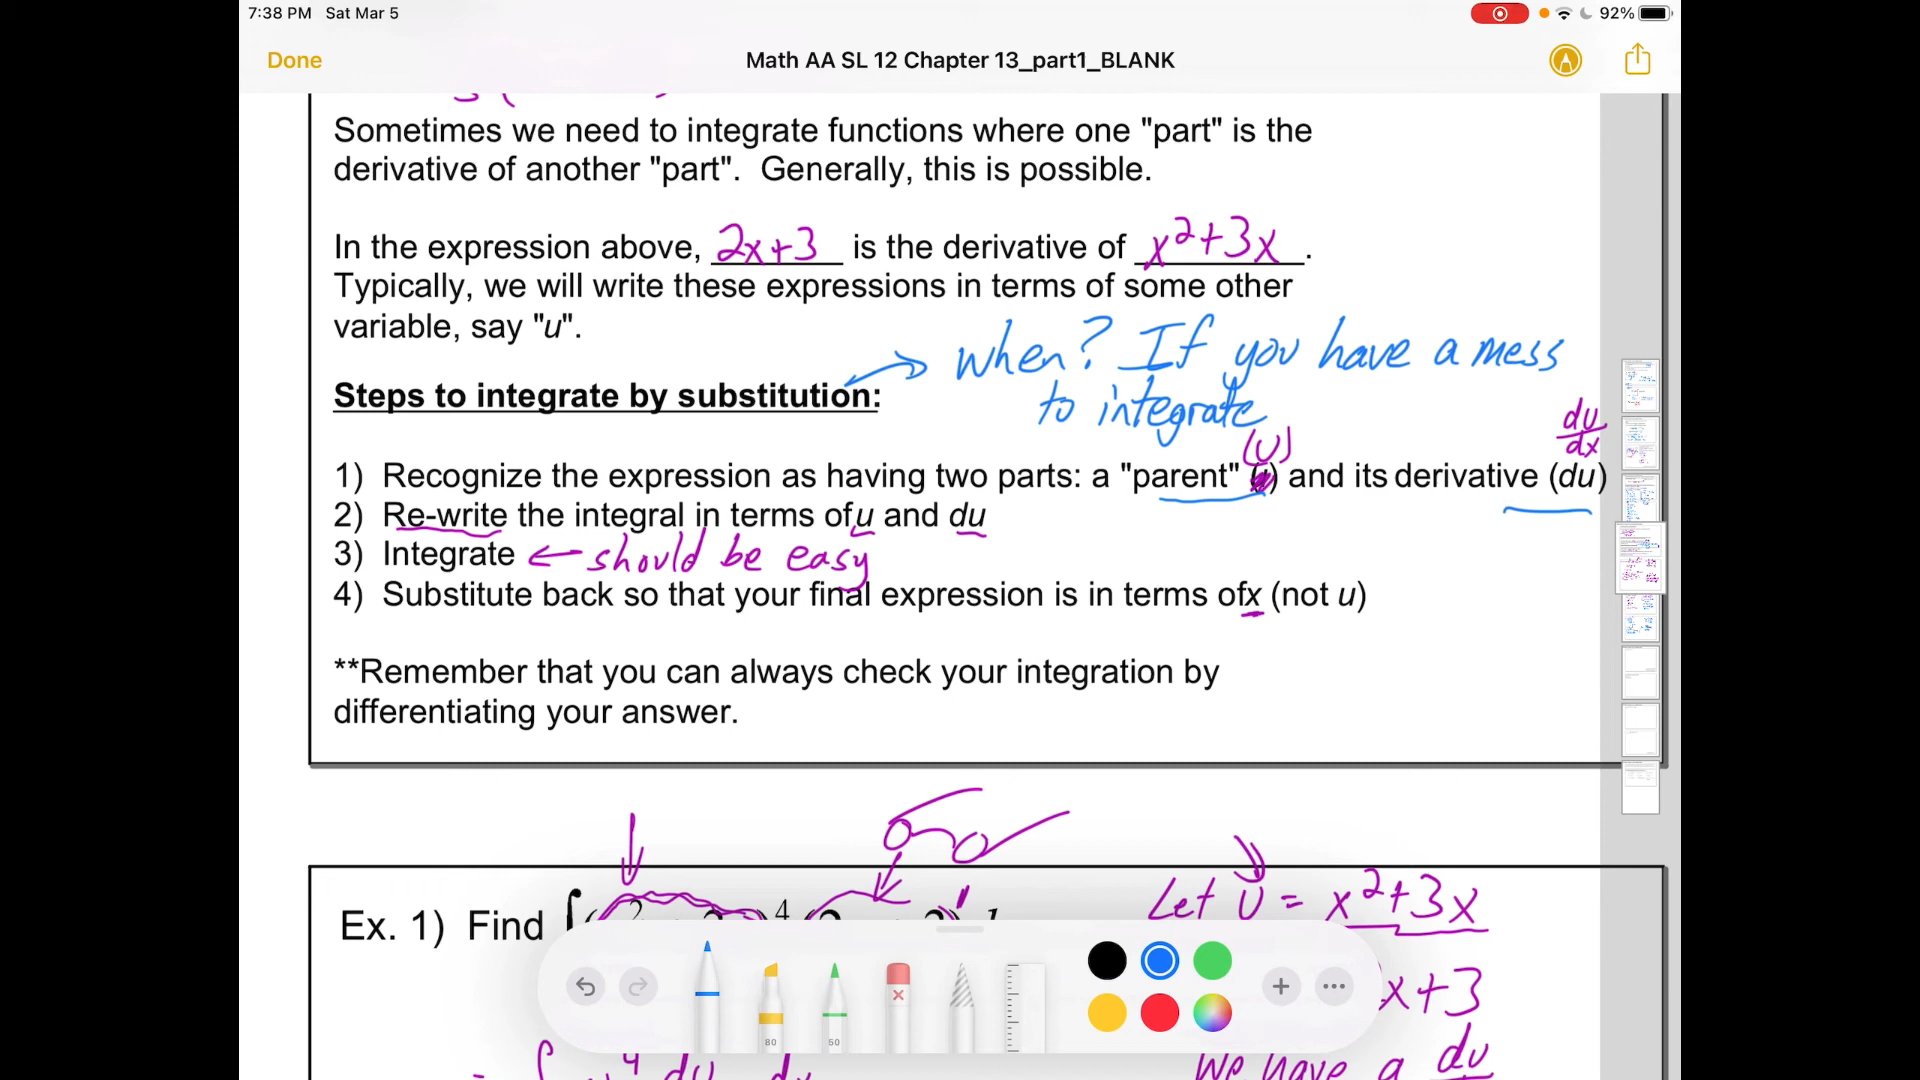 7:38 PM Sat Mar 5 92%
Done Math AA SL 12 Chapter 13_part1_BLANK
Sometimes we need to integrate functions where one "part" is the
derivative of another "part". Generally, this is possible.
In the expression above, 2x+3 is the derivative of x²+3x.
Typically, we will write these expressions in terms of some other
variable, say "u".
when? If you have a mess
to integrate
Steps to integrate by substitution:
(U) du/dx
1) Recognize the expression as having two parts: a "parent" ( ) and its derivative (du)
2) Re-write the integral in terms of u and du
3) Integrate ← should be easy
4) Substitute back so that your final expression is in terms of x (not u)
**Remember that you can always check your integration by
differentiating your answer.
Let U = x²+3x
Ex. 1) Find ∫ 4
x+3
80 50
We have a du
= ∫ 4 du